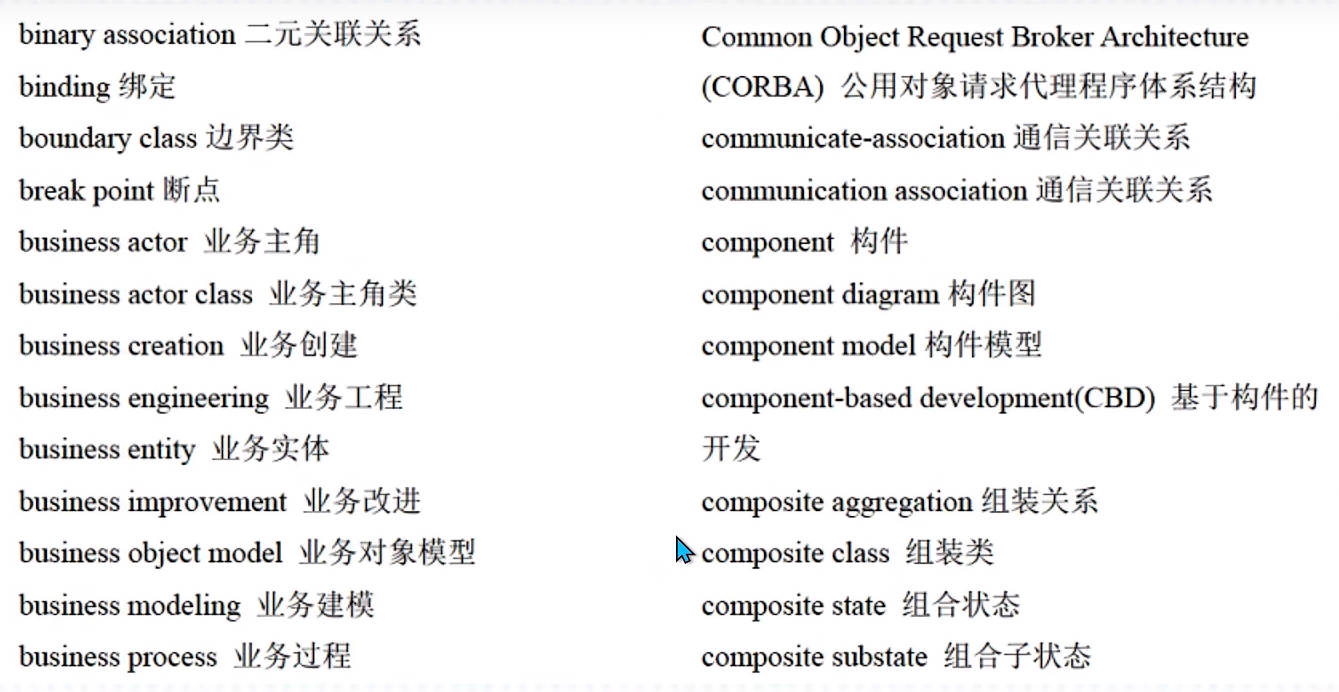 binary association 二元关联关系
binding 绑定
boundary class 边界类
break point 断点
business actor 业务主角
business actor class 业务主角类
business creation 业务创建
business engineering 业务工程
business entity 业务实体
business improvement 业务改进
business object model 业务对象模型
business modeling 业务建模
business process 业务过程
Common Object Request Broker Architecture
(CORBA) 公用对象请求代理程序体系结构
communicate-association 通信关联关系
communication association 通信关联关系
component 构件
component diagram 构件图
component model 构件模型
component-based development(CBD) 基于构件的
开发
composite aggregation 组装关系
composite class 组装类
composite state 组合状态
composite substate 组合子状态